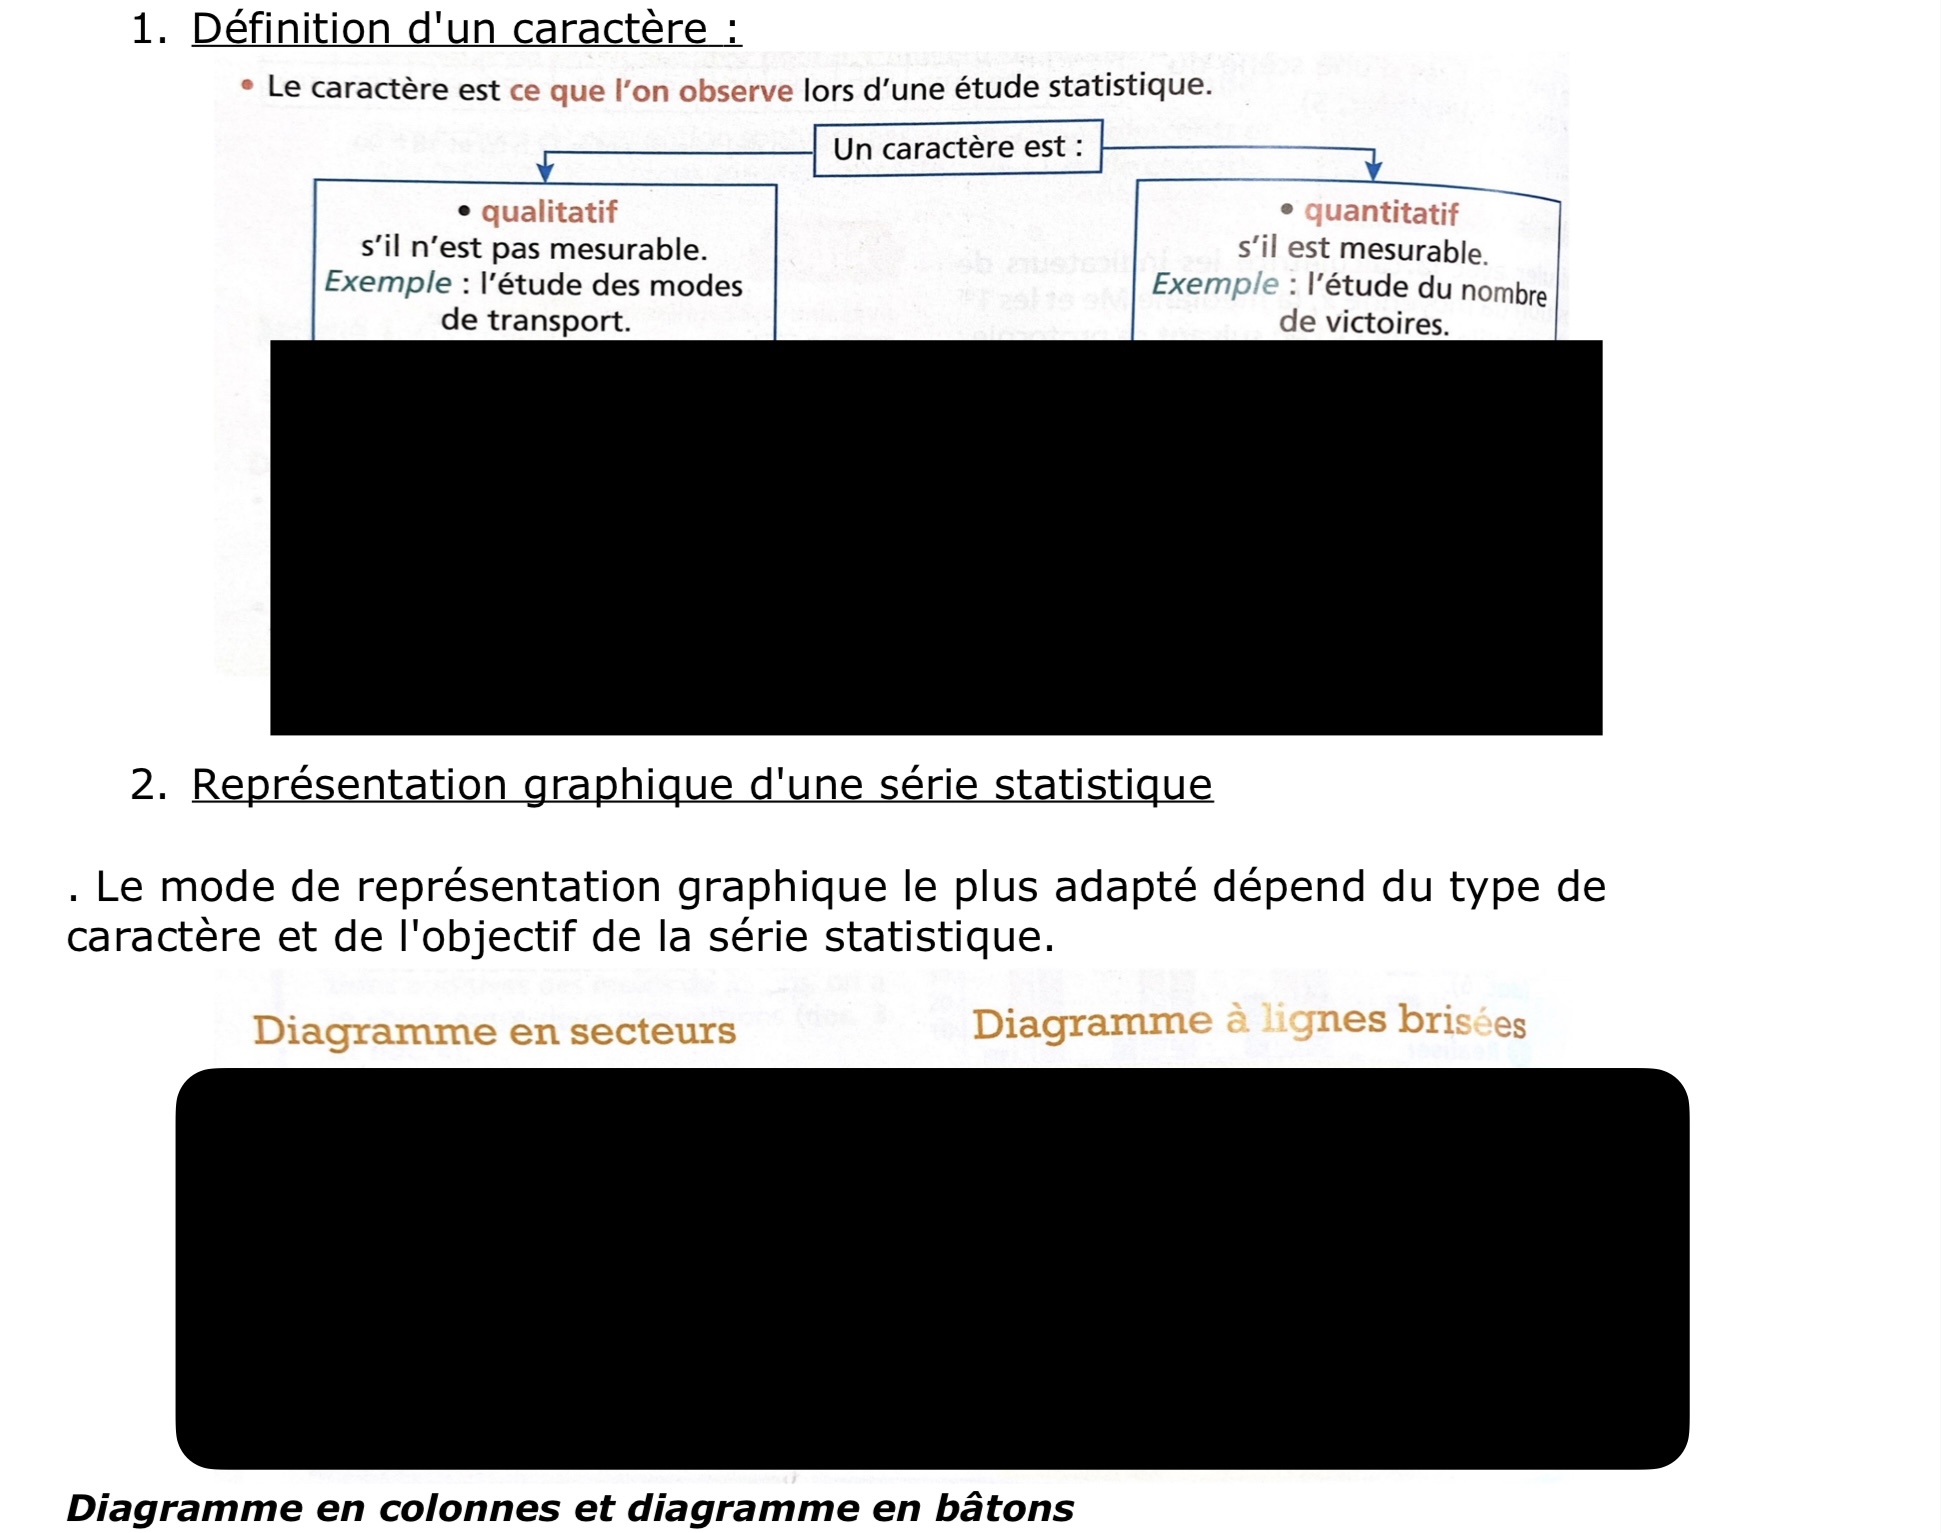 1. Définition d'un caractère :
• Le caractère est ce que l'on observe lors d'une étude statistique.
Un caractère est :
• qualitatif
s'il n'est pas mesurable.
Exemple : l'étude des modes
de transport.
• quantitatif
s'il est mesurable.
Exemple : l'étude du nombre
de victoires.
2. Représentation graphique d'une série statistique
. Le mode de représentation graphique le plus adapté dépend du type de
caractère et de l'objectif de la série statistique.
Diagramme en secteurs
Diagramme à lignes brisées
Diagramme en colonnes et diagramme en bâtons